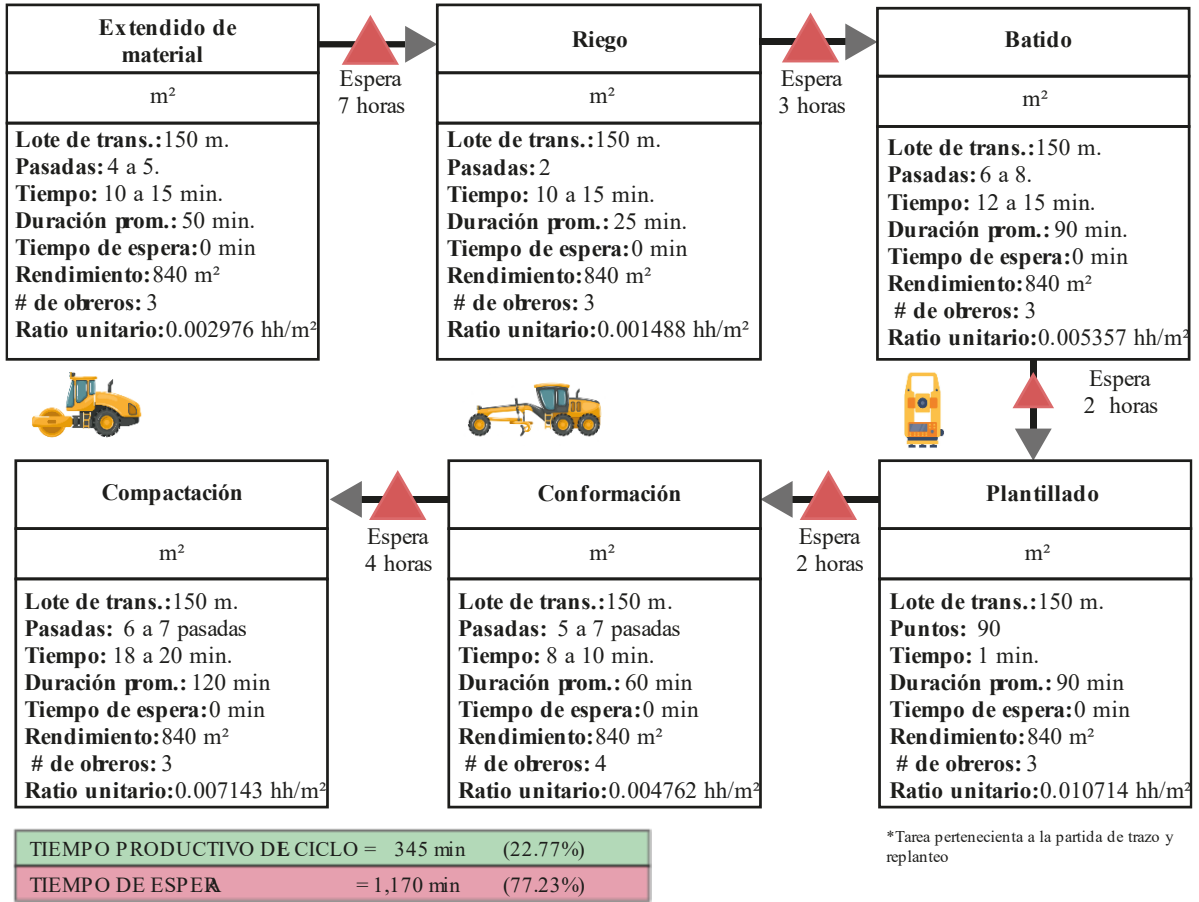 Extendido de
material
m²
Lote de trans.:150 m.
Pasadas: 4 a 5.
Tiempo: 10 a 15 min.
Duración prom.: 50 min.
Tiempo de espera:0 min
Rendimiento:840 m²
# de obreros: 3
Ratio unitario:0.002976 hh/m²
Espera
7 horas
Riego
m²
Lote de trans.:150 m.
Pasadas: 2
Tiempo: 10 a 15 min.
Duración prom.: 25 min.
Tiempo de espera:0 min
Rendimiento:840 m²
# de obreros: 3
Ratio unitario:0.001488 hh/m²
Espera
3 horas
Batido
m²
Lote de trans.:150 m.
Pasadas: 6 a 8.
Tiempo: 12 a 15 min.
Duración prom.: 90 min.
Tiempo de espera:0 min
Rendimiento:840 m²
# de obreros: 3
Ratio unitario:0.005357 hh/m²
Espera
2 horas
Plantillado
m²
Lote de trans.:150 m.
Puntos: 90
Tiempo: 1 min.
Duración prom.: 90 min
Tiempo de espera:0 min
Rendimiento:840 m²
# de obreros: 3
Ratio unitario:0.010714 hh/m²
Espera
2 horas
Conformación
m²
Lote de trans.:150 m.
Pasadas: 5 a 7 pasadas
Tiempo: 8 a 10 min.
Duración prom.: 60 min
Tiempo de espera:0 min
Rendimiento:840 m²
# de obreros: 4
Ratio unitario:0.004762 hh/m²
Espera
4 horas
Compactación
m²
Lote de trans.:150 m.
Pasadas: 6 a 7 pasadas
Tiempo: 18 a 20 min.
Duración prom.: 120 min
Tiempo de espera:0 min
Rendimiento:840 m²
# de obreros: 3
Ratio unitario:0.007143 hh/m²
TIEMPO PRODUCTIVO DE CICLO = 345 min (22.77%)
TIEMPO DE ESPERA = 1,170 min (77.23%)
*Tarea pertenecienta a la partida de trazo y
replanteo